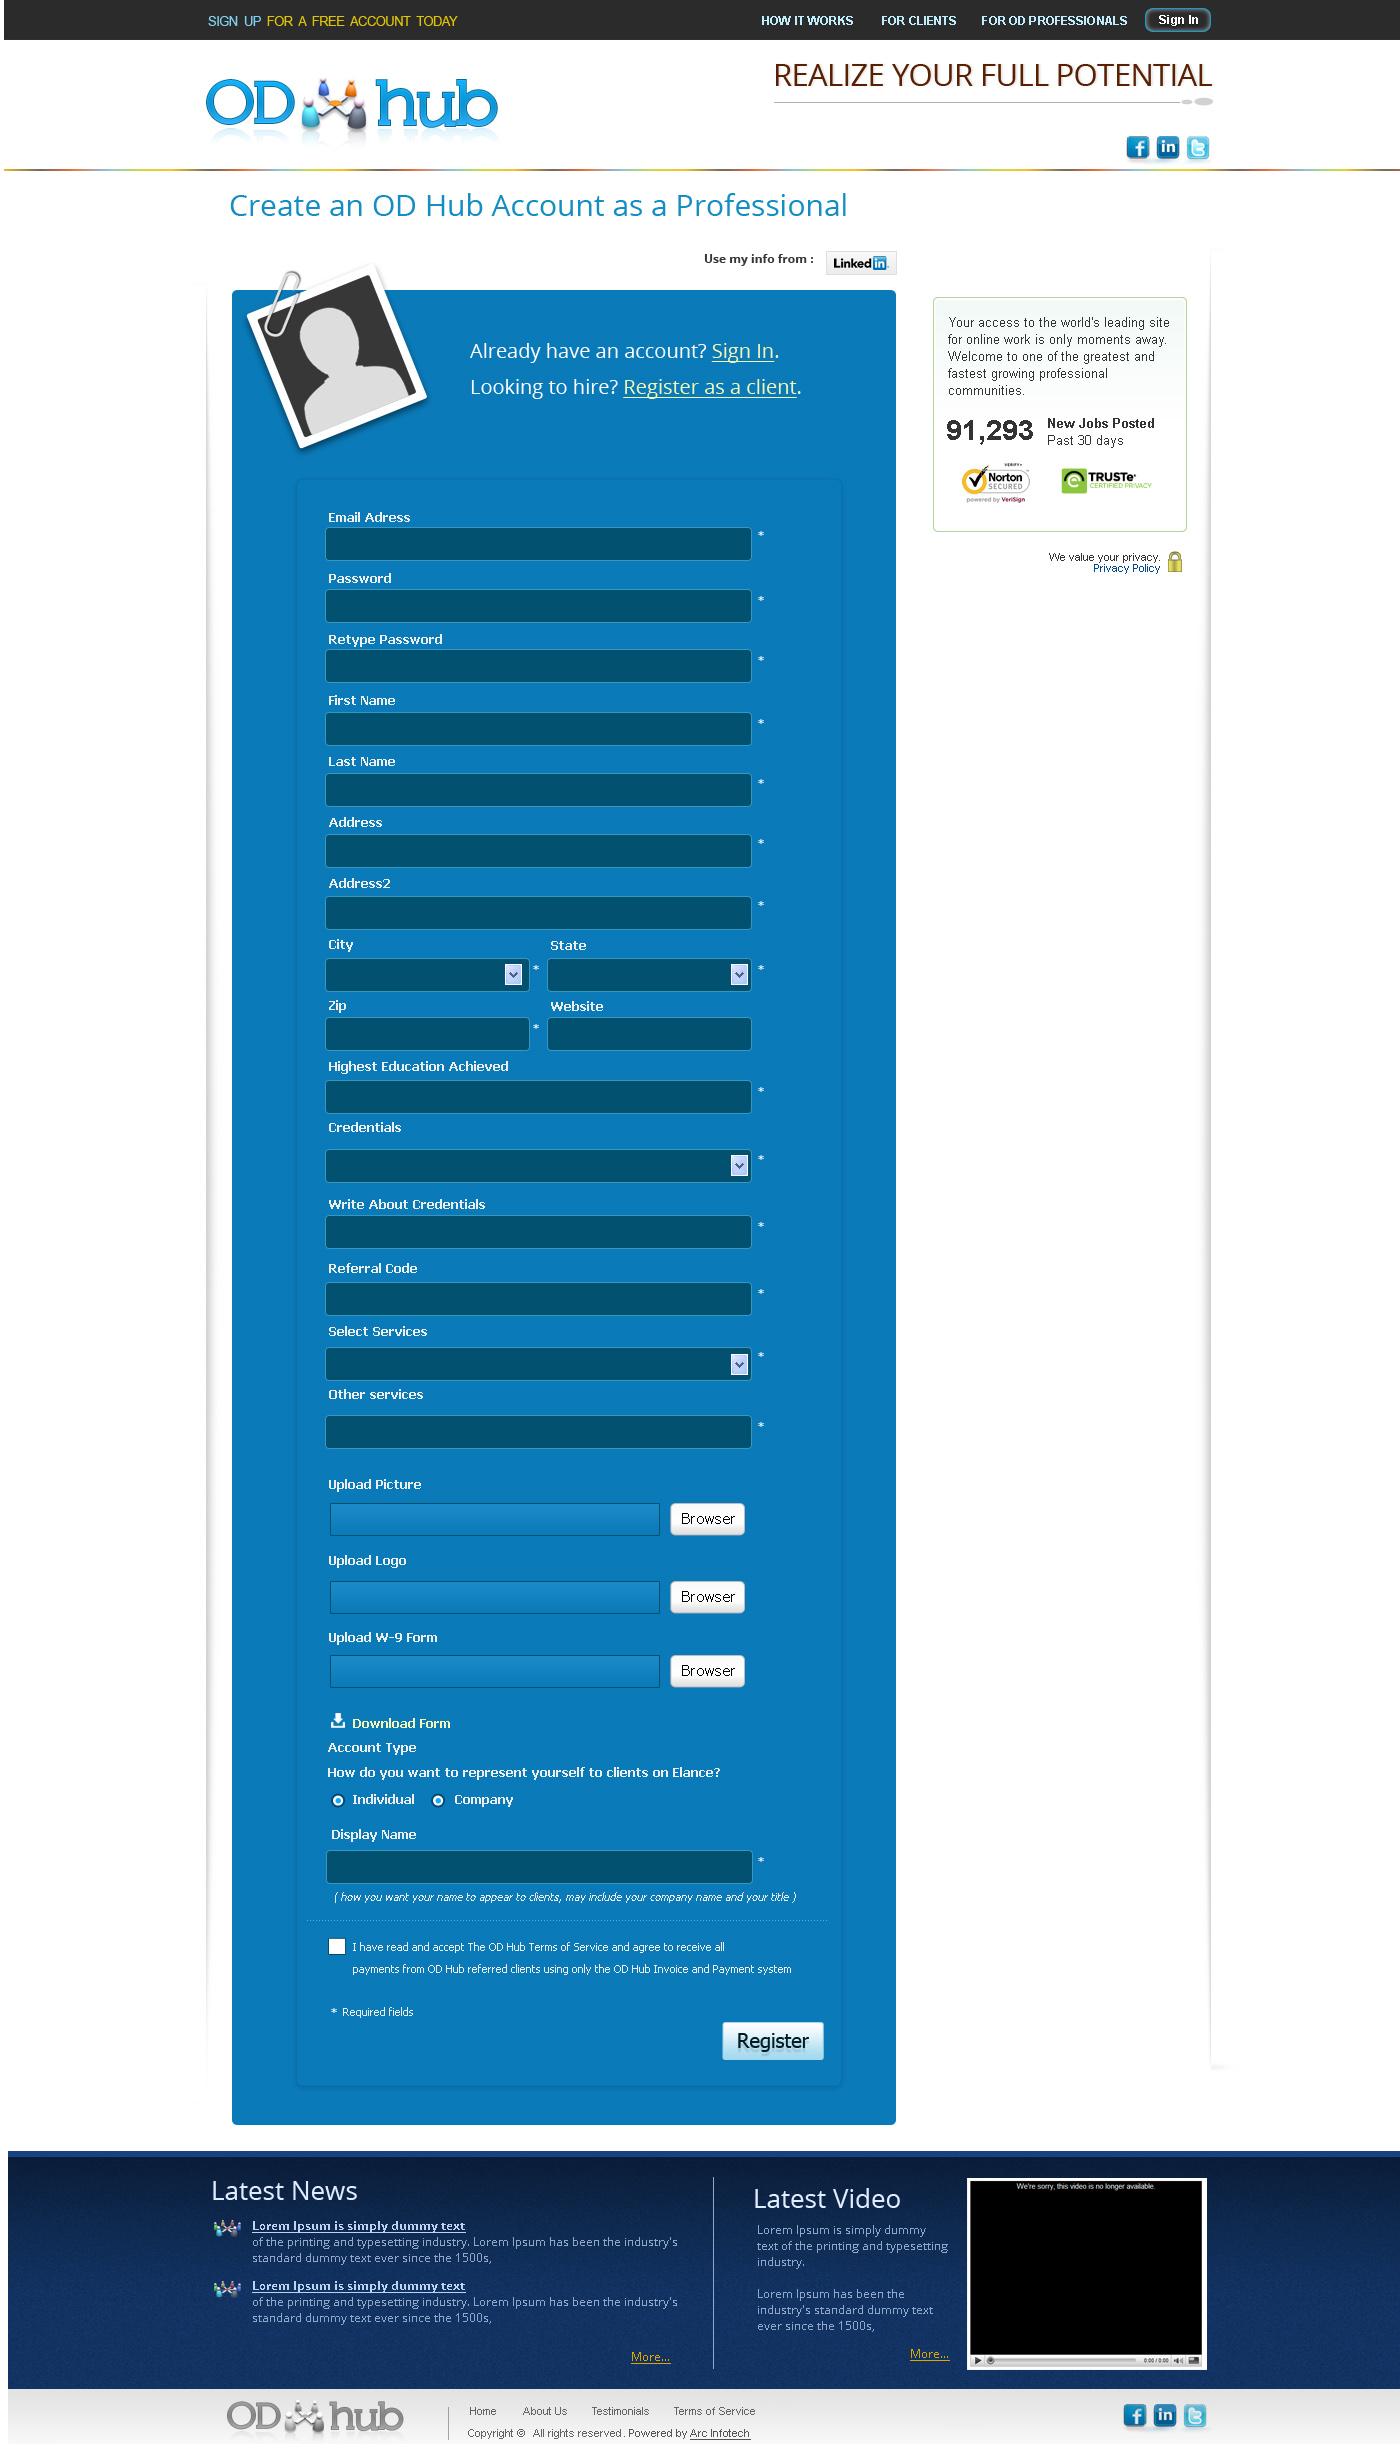 SIGN UP FOR A FREE ACCOUNT TODAY
HOW IT WORKS
FOR CLIENTS
FOR OD PROFESSIONALS
Sign In
OD hub
REALIZE YOUR FULL POTENTIAL
Create an OD Hub Account as a Professional
Use my info from :
Linked in
Already have an account? Sign In.
Looking to hire? Register as a client.
Your access to the world's leading site
for online work is only moments away.
Welcome to one of the greatest and
fastest growing professional
communities.
91,293
New Jobs Posted
Past 30 days
VERIFY
Norton
SECURED
powered by VeriSign
TRUSTe
CERTIFIED PRIVACY
We value your privacy.
Privacy Policy
Email Adress
*
Password
*
Retype Password
*
First Name
*
Last Name
*
Address
*
Address2
*
City
*
State
*
Zip
*
Website
Highest Education Achieved
*
Credentials
*
Write About Credentials
*
Referral Code
*
Select Services
*
Other services
*
Upload Picture
Browser
Upload Logo
Browser
Upload W-9 Form
Browser
Download Form
Account Type
How do you want to represent yourself to clients on Elance?
Individual
Company
Display Name
*
( how you want your name to appear to clients, may include your company name and your title )
I have read and accept The OD Hub Terms of Service and agree to receive all
payments from OD Hub referred clients using only the OD Hub Invoice and Payment system
* Required fields
Register
Latest News
Lorem Ipsum is simply dummy text
of the printing and typesetting industry. Lorem Ipsum has been the industry's
standard dummy text ever since the 1500s,
Lorem Ipsum is simply dummy text
of the printing and typesetting industry. Lorem Ipsum has been the industry's
standard dummy text ever since the 1500s,
More...
Latest Video
Lorem Ipsum is simply dummy
text of the printing and typesetting
industry.
Lorem Ipsum has been the
industry's standard dummy text
ever since the 1500s,
More...
We're sorry, this video is no longer available.
0:00 / 0:00
OD hub
Home
About Us
Testimonials
Terms of Service
Copyright © All rights reserved. Powered by Arc Infotech